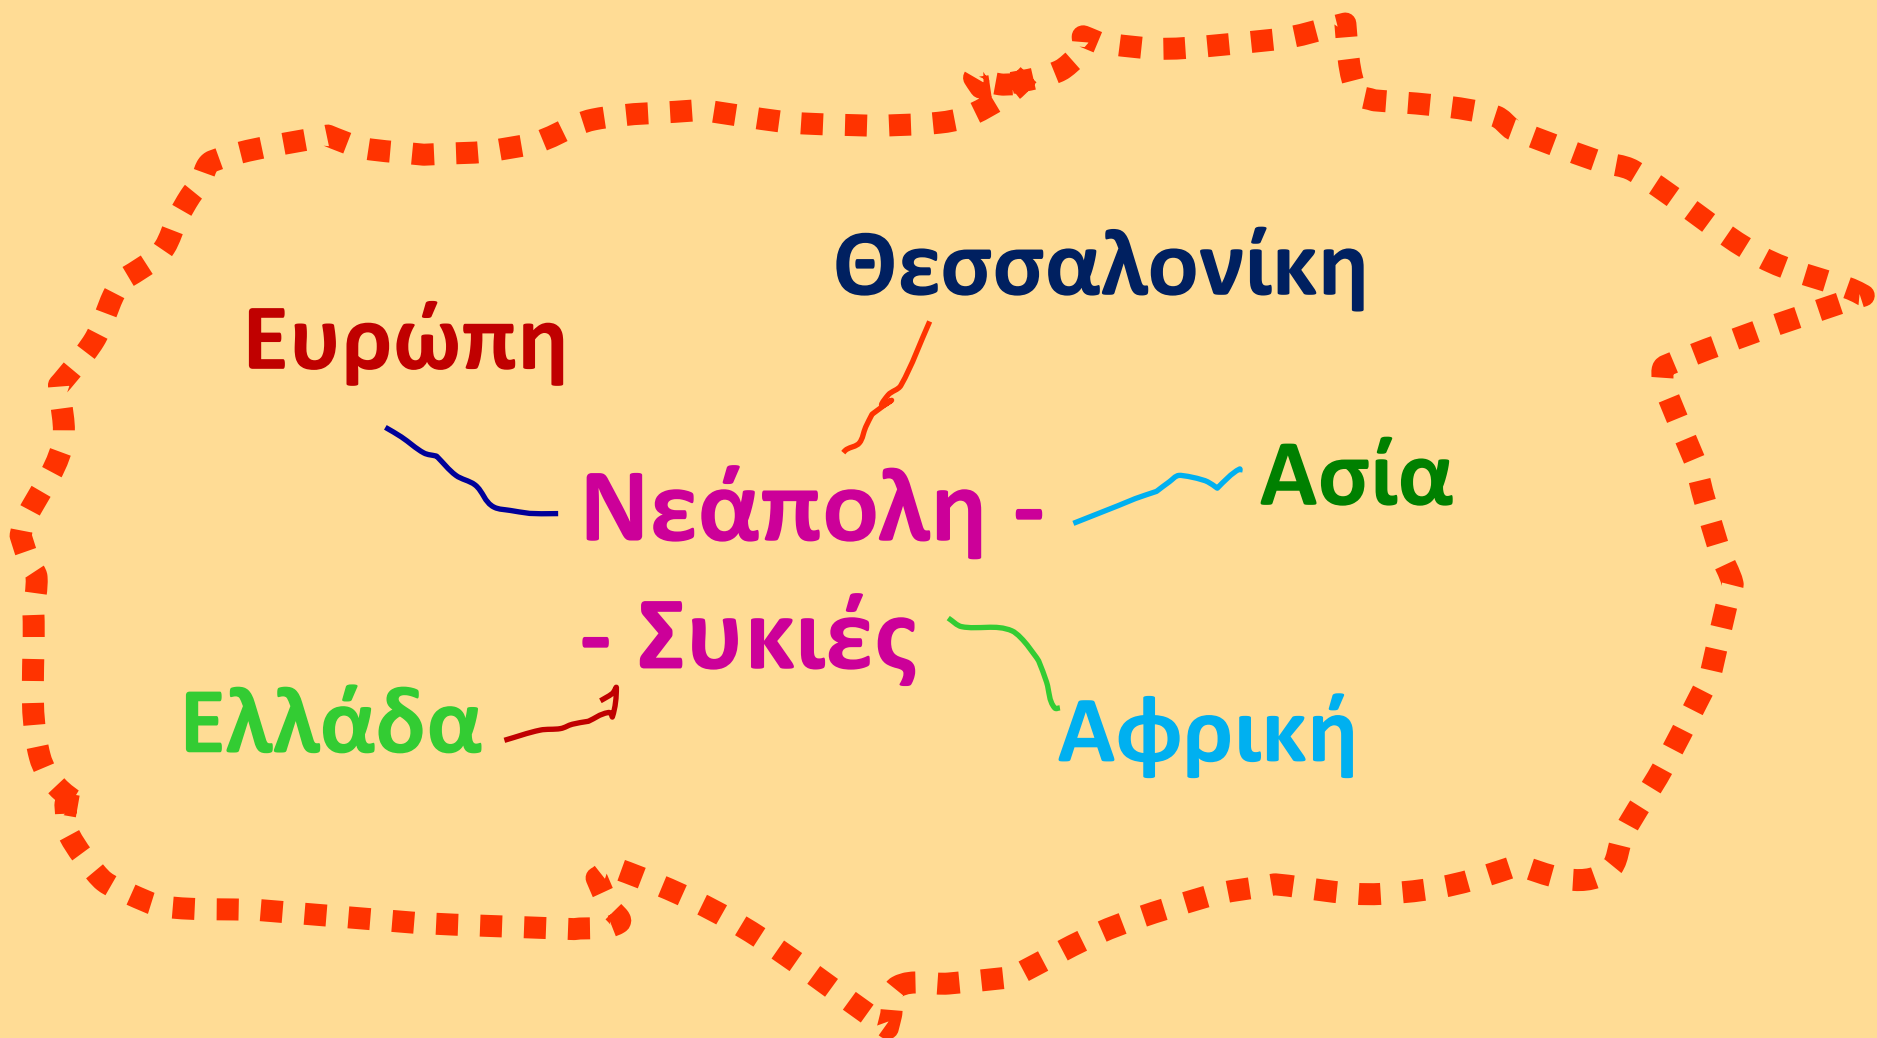 Θεσσαλονίκη
Ευρώπη
Ασία
Νεάπολη -
- Συκιές
Ελλάδα
Αφρική